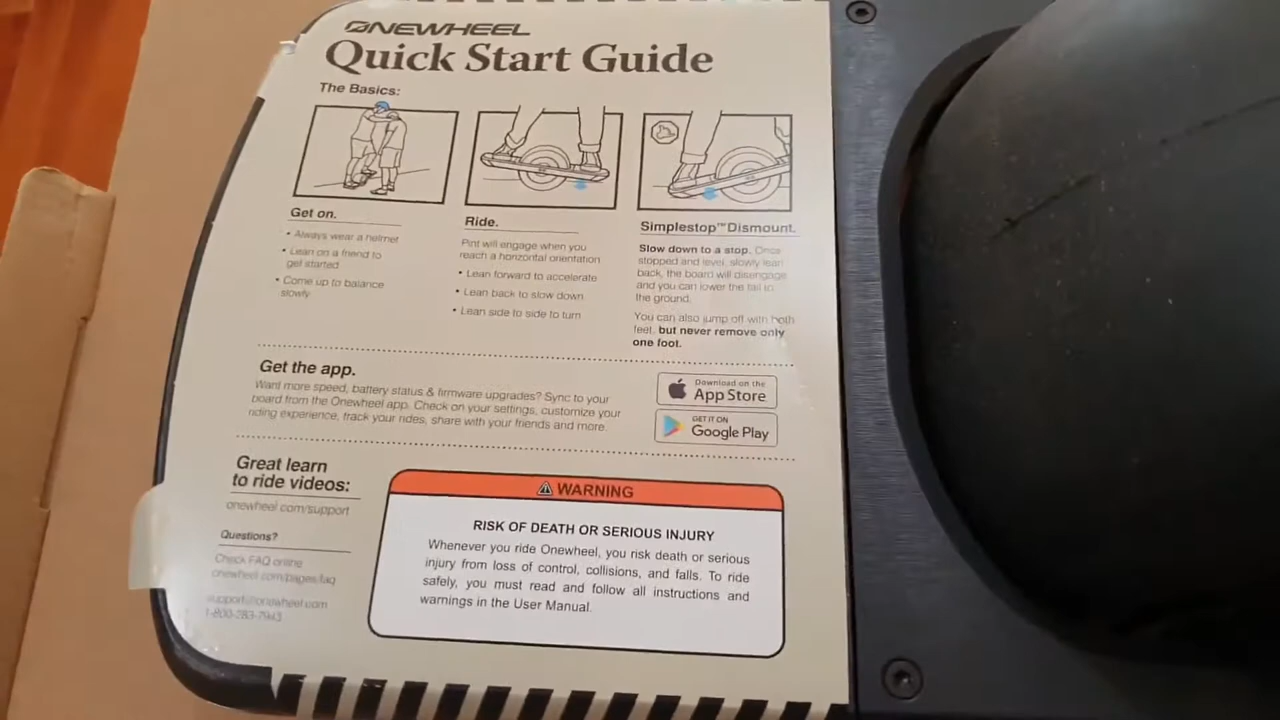 ONEWHEEL
Quick Start Guide
The Basics:
Get on.
• Always wear a helmet
• Lean on a friend to
get started
• Come up to balance
slowly
Ride.
Pint will engage when you
reach a horizontal orientation
• Lean forward to accelerate
• Lean back to slow down
• Lean side to side to turn
Simplestop™ Dismount.
Slow down to a stop. Once
stopped and level, slowly lean
back, the board will disengage
and you can lower the tail to
the ground.
You can also jump off with both
feet, but never remove only
one foot.
Get the app.
Want more speed, battery status & firmware upgrades? Sync to your
board from the Onewheel app. Check on your settings, customize your
riding experience, track your rides, share with your friends and more.
Download on the
App Store
GET IT ON
Google Play
Great learn
to ride videos:
onewheel.com/support
Questions?
Check FAQ online
onewheel.com/pages/faq
support@onewheel.com
1-800-283-7943
WARNING
RISK OF DEATH OR SERIOUS INJURY
Whenever you ride Onewheel, you risk death or serious
injury from loss of control, collisions, and falls. To ride
safely, you must read and follow all instructions and
warnings in the User Manual.